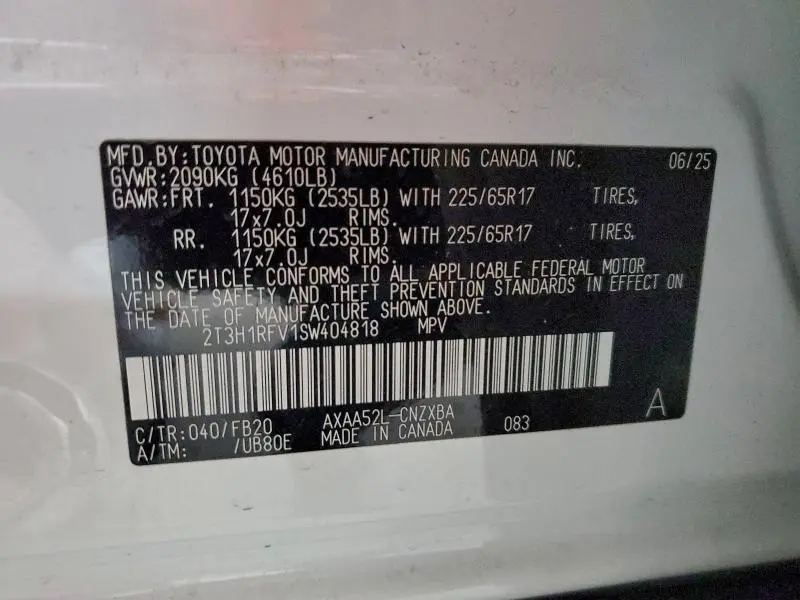 MFD.BY:TOYOTA MOTOR MANUFACTURING CANADA INC. 06/25
GVWR:2090KG (4610LB)
GAWR:FRT. 1150KG (2535LB) WITH 225/65R17 TIRES,
17x7.0J RIMS.
RR. 1150KG (2535LB) WITH 225/65R17 TIRES,
17x7.0J RIMS.
THIS VEHICLE CONFORMS TO ALL APPLICABLE FEDERAL MOTOR
VEHICLE SAFETY AND THEFT PREVENTION STANDARDS IN EFFECT ON
THE DATE OF MANUFACTURE SHOWN ABOVE.
2T3H1RFV1SW404818 MPV
C/TR:040/FB20 AXAA52L-CNZXBA 083 A
A/TM: /UB80E MADE IN CANADA